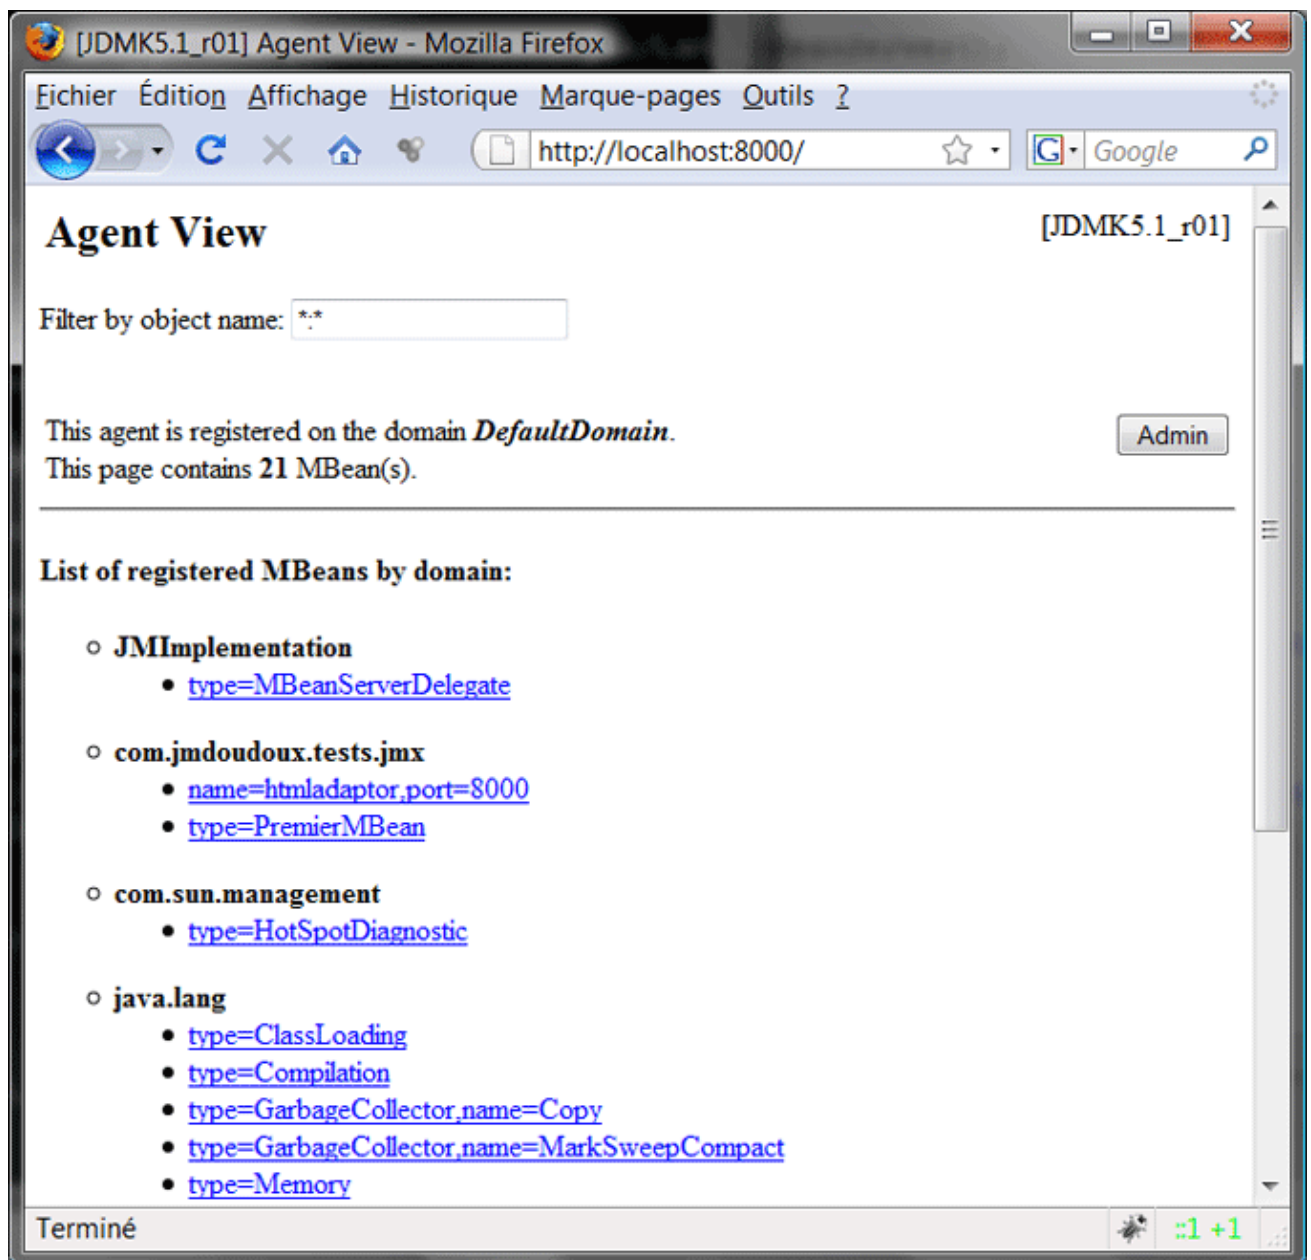 [JDMK5.1_r01] Agent View - Mozilla Firefox
Fichier Édition Affichage Historique Marque-pages Outils ?
http://localhost:8000/ G Google
Agent View [JDMK5.1_r01]
Filter by object name: *:*
This agent is registered on the domain DefaultDomain. Admin
This page contains 21 MBean(s).
List of registered MBeans by domain:
JMImplementation
type=MBeanServerDelegate
com.jmdoudoux.tests.jmx
name=htmladaptor,port=8000
type=PremierMBean
com.sun.management
type=HotSpotDiagnostic
java.lang
type=ClassLoading
type=Compilation
type=GarbageCollector,name=Copy
type=GarbageCollector,name=MarkSweepCompact
type=Memory
Terminé ::1 +1